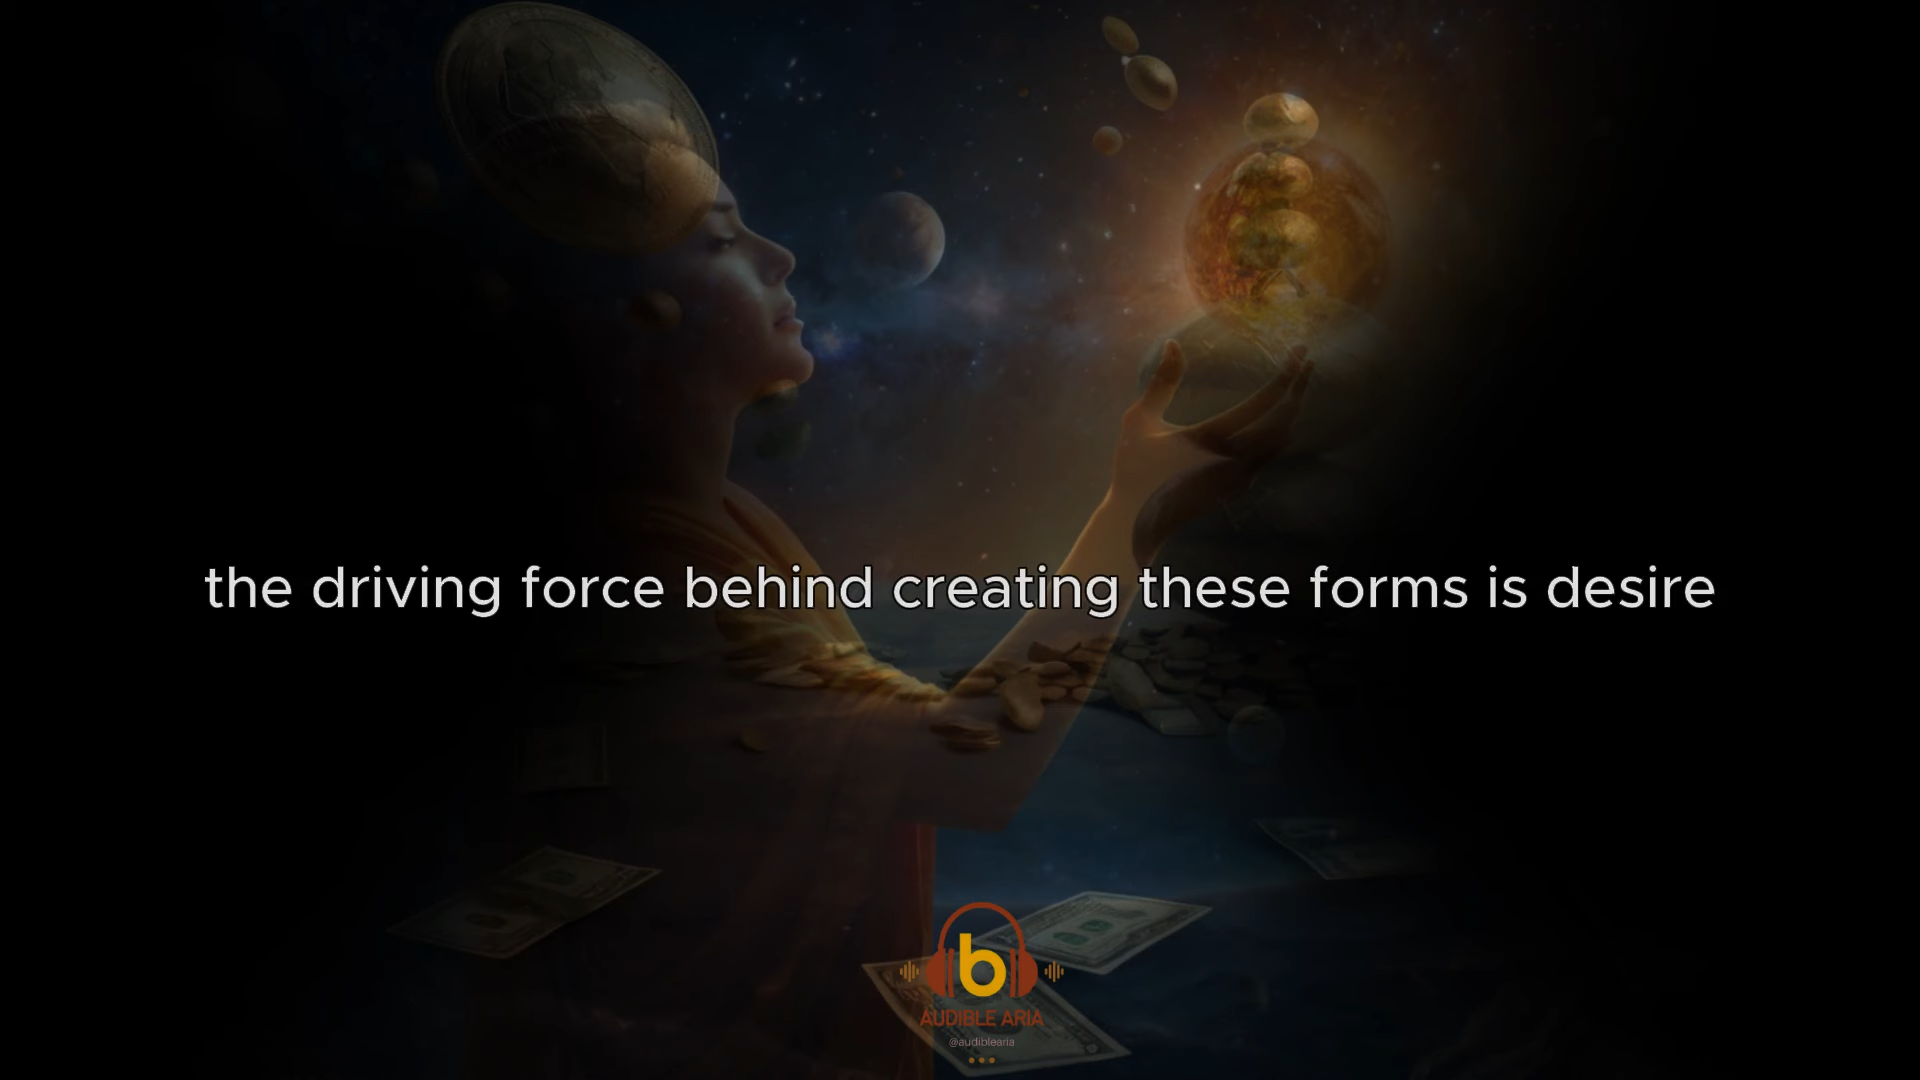 the driving force behind creating these forms is desire
b
AUDIBLE ARIA
@audiblearia